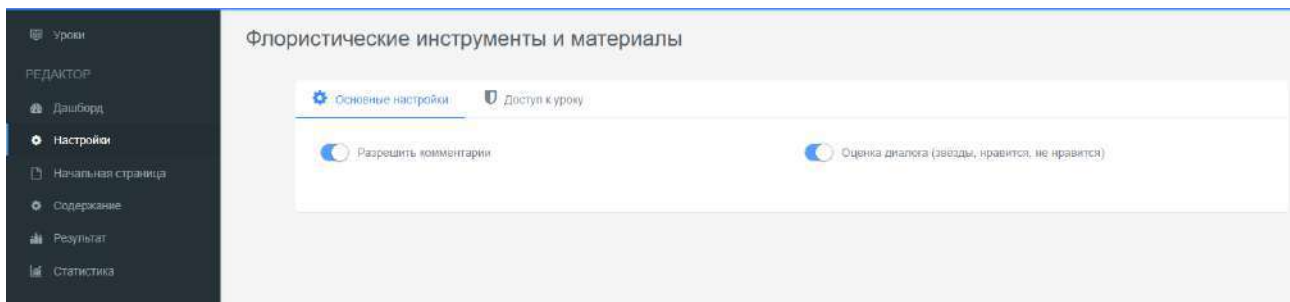 Уроки
РЕДАКТОР
Дашборд
Настройки
Начальная страница
Содержание
Результат
Статистика
Флористические инструменты и материалы
Основные настройки
Доступ к уроку
Разрешить комментарии
Оценка диалога (звезды, нравится, не нравится)